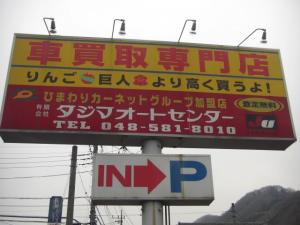 車買取専門店
りんご巨人傘より高く買うよ!
ひまわりカーネットグループ加盟店 査定無料
有限会社 タジマオートセンター
TEL 048-581-8010
IN P